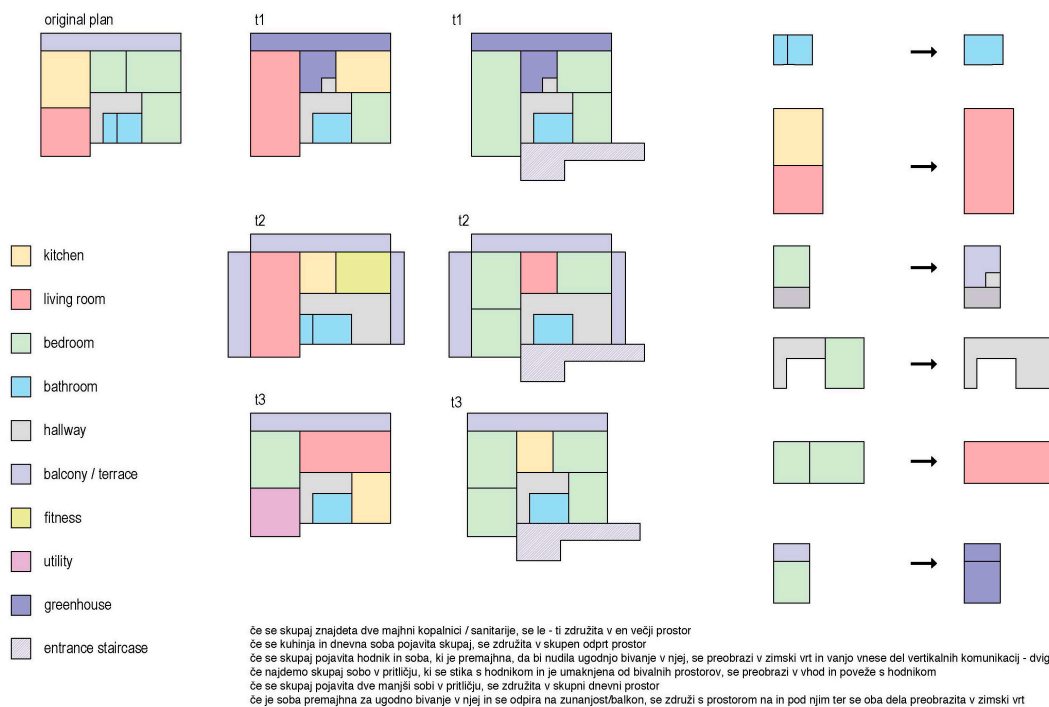 original plan
t1
t1
t2
t2
t3
t3
kitchen
living room
bedroom
bathroom
hallway
balcony / terrace
fitness
utility
greenhouse
entrance staircase
če se skupaj znajdeta dve majhni kopalnici / sanitarije, se le - ti združita v en večji prostor
če se kuhinja in dnevna soba pojavita skupaj, se združita v skupen odprt prostor
če se skupaj pojavita hodnik in soba, ki je premajhna, da bi nudila ugodnjo bivanje v njej, se preobrazi v zimski vrt in vanjo vnese del vertikalnih komunikacij - dvig
če najdemo skupaj sobo v pritličju, ki se stika s hodnikom in je umaknjena od bivalnih prostorov, se preobrazi v vhod in poveže s hodnikom
če se skupaj pojavita dve manjši sobi v pritličju, se združita v skupni dnevni prostor
če je soba premajhna za ugodno bivanje v njej in se odpira na zunanjost/balkon, se združi s prostorom na in pod njim ter se oba dela preobrazita v zimski vrt